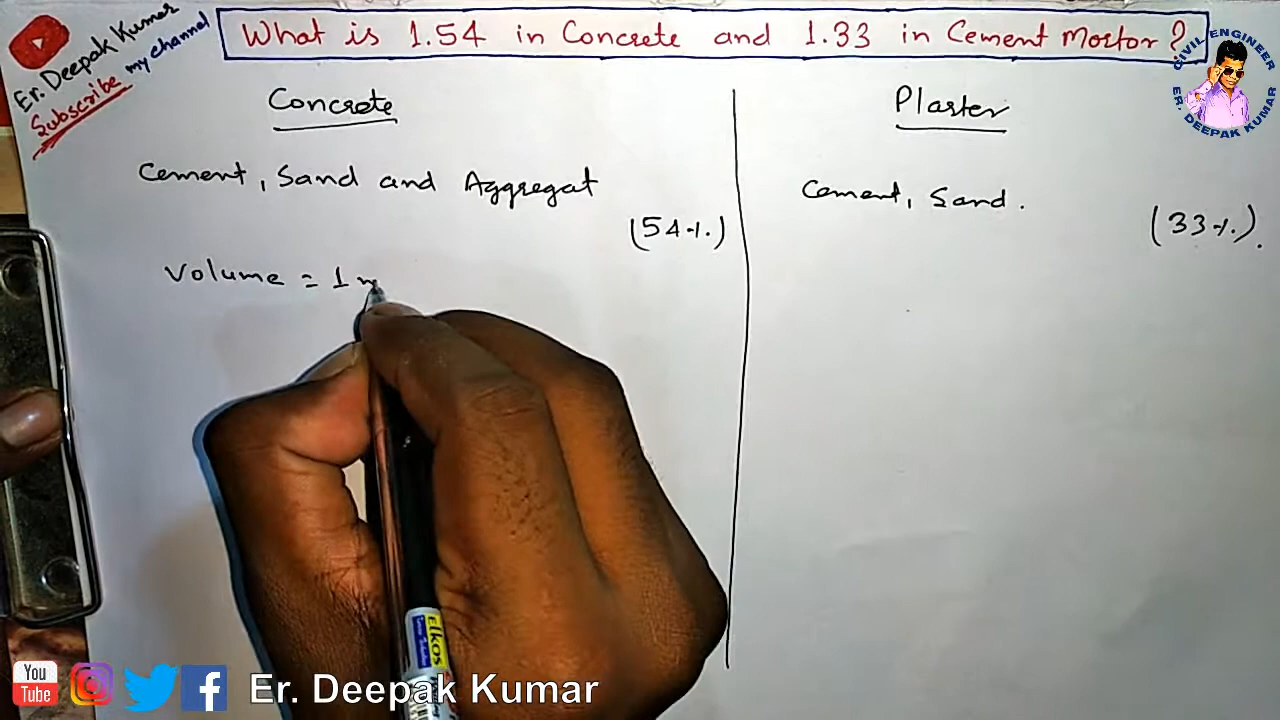 What is 1.54 in Concrete and 1.33 in Cement Mortor?
Er. Deepak Kumar
Subscribe my channel
CIVIL ENGINEER
ER. DEEPAK KUMAR
Concrete
Plaster
Cement, Sand and Aggregat
(54%)
Cement, Sand.
(33%).
Volume = 1 m
Elkos
You
Tube
Er. Deepak Kumar